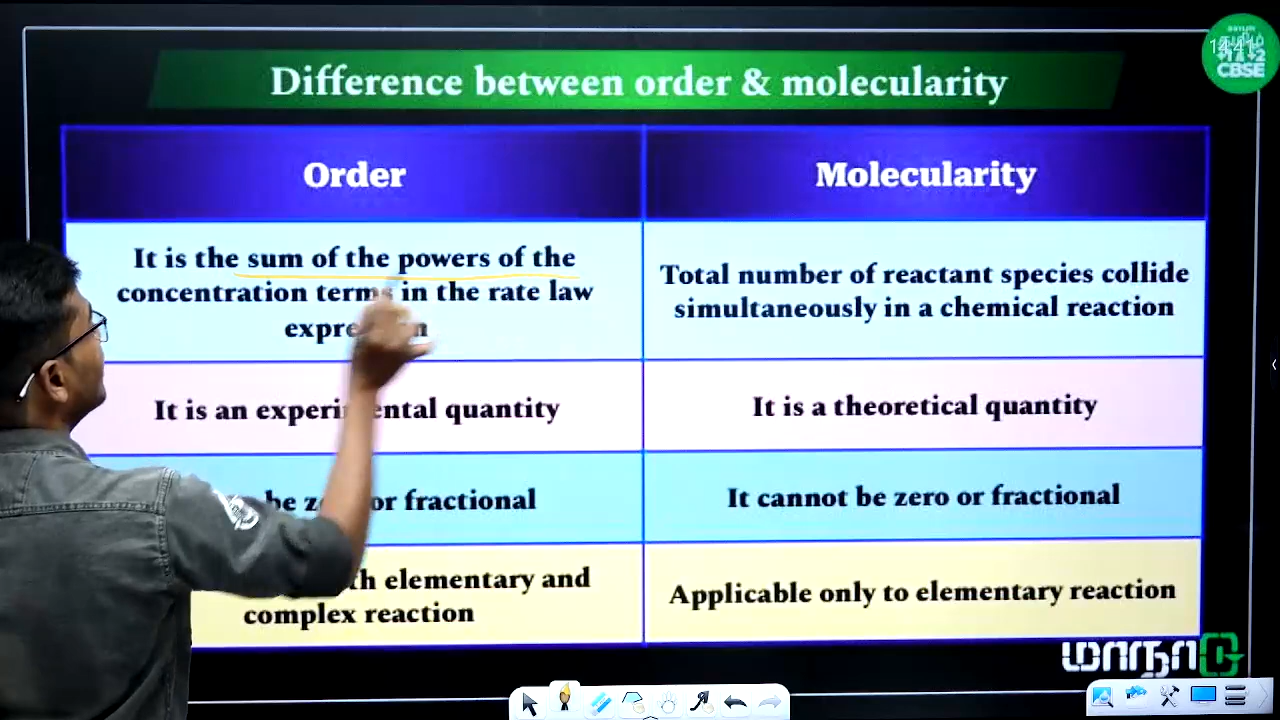 Difference between order & molecularity
Order
Molecularity
It is the sum of the powers of the
concentration terms in the rate law
Total number of reactant species collide
simultaneously in a chemical reaction
It is an experimental quantity
It is a theoretical quantity
be or fractional
It cannot be zero or fractional
elementary and
complex reaction
Applicable only to elementary reaction
CBSE